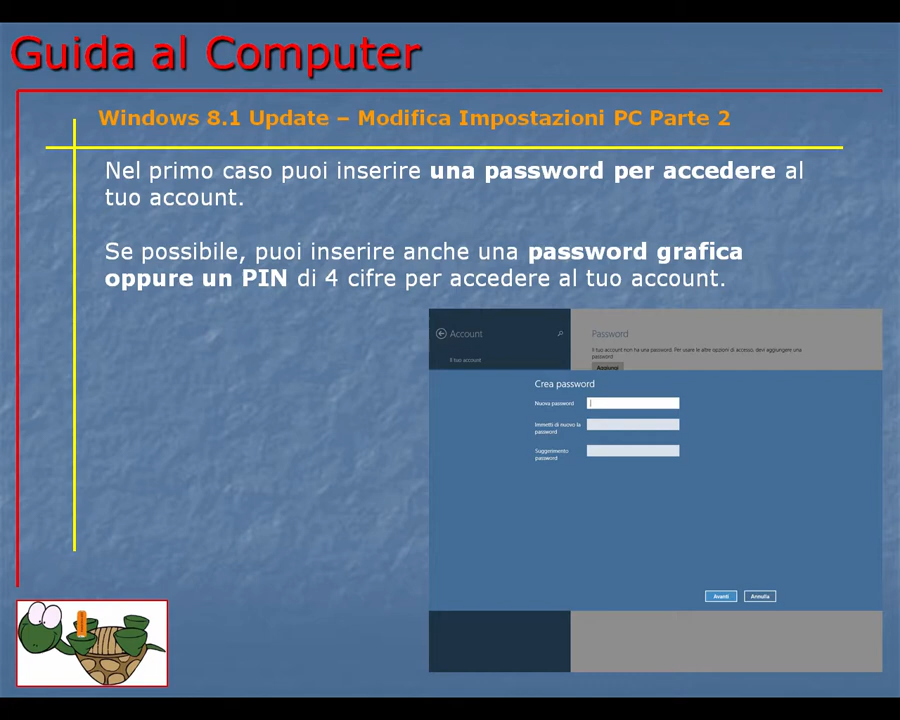 Guida al Computer
Windows 8.1 Update – Modifica Impostazioni PC Parte 2
Nel primo caso puoi inserire una password per accedere al
tuo account.
Se possibile, puoi inserire anche una password grafica
oppure un PIN di 4 cifre per accedere al tuo account.
Account
Il tuo account
Password
Il tuo account non ha una password. Per usare le altre opzioni di accesso, devi aggiungere una
password.
Aggiungi
Crea password
Nuova password
Immetti di nuovo la
password
Suggerimento
password
Avanti
Annulla